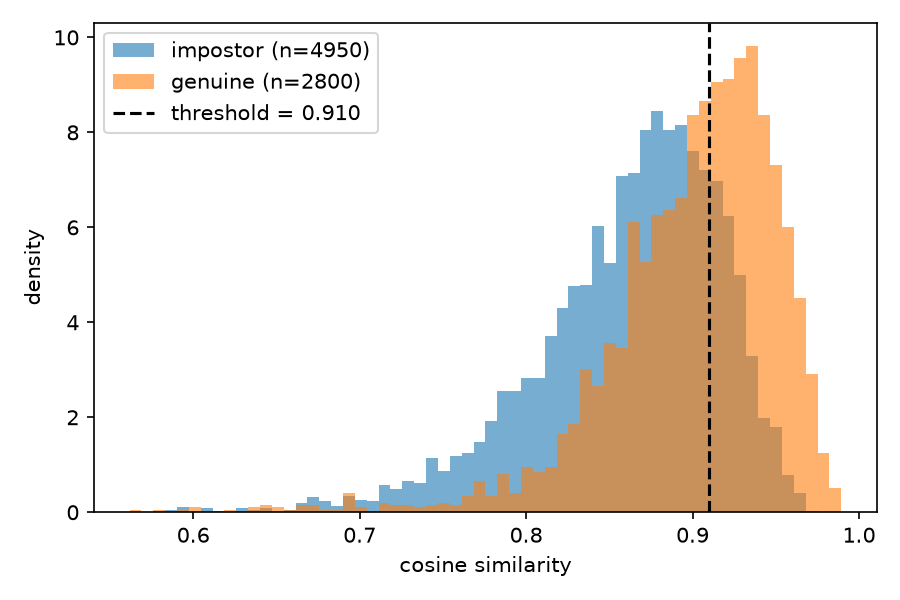 impostor (n=4950)
genuine (n=2800)
threshold = 0.910
10
8
6
4
2
0
density
0.6 0.7 0.8 0.9 1.0
cosine similarity